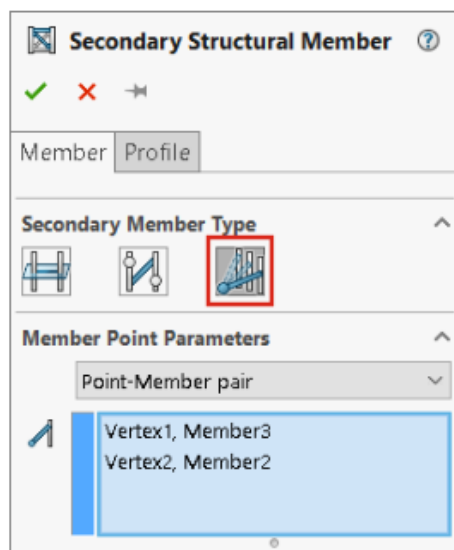 Secondary Structural Member
Member Profile
Secondary Member Type
Member Point Parameters
Point-Member pair
Vertex1, Member3
Vertex2, Member2